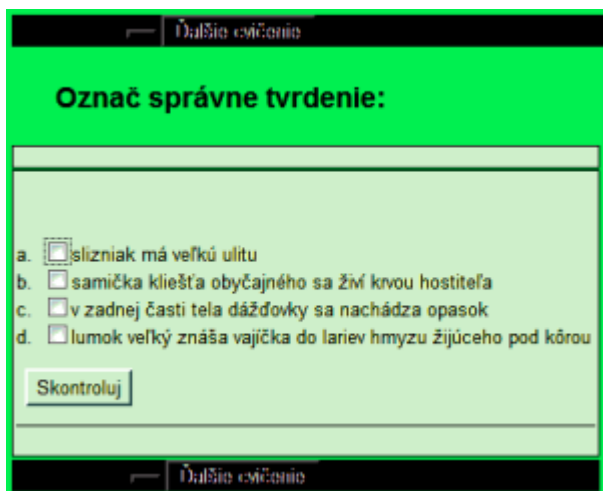 Ďalšie cvičenie
Označ správne tvrdenie:
a. slizniak má veľkú ulitu
b. samička kliešťa obyčajného sa živí krvou hostiteľa
c. v zadnej časti tela dážďovky sa nachádza opasok
d. lumok veľký znáša vajíčka do lariev hmyzu žijúceho pod kôrou
Skontroluj
Ďalšie cvičenie